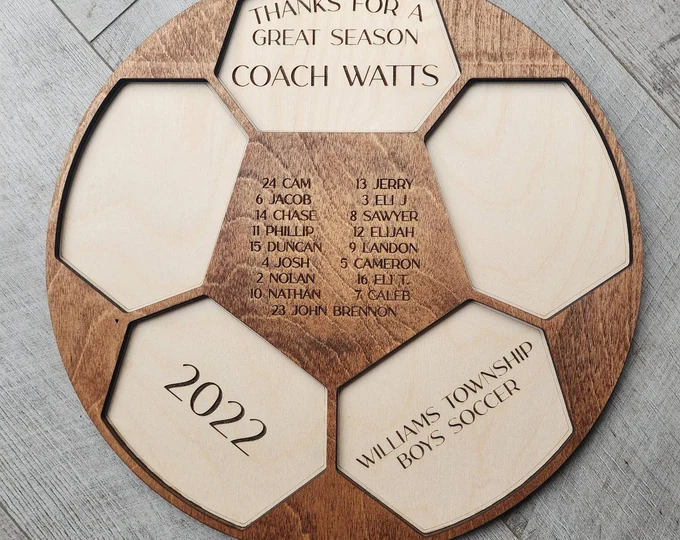 THANKS FOR A
GREAT SEASON
COACH WATTS
24 CAM 13 JERRY
6 JACOB 3 ELI J
14 CHASE 8 SAWYER
11 PHILLIP 12 ELIJAH
15 DUNCAN 9 LANDON
4 JOSH 5 CAMERON
2 NOLAN 16 ELI T.
10 NATHAN 7 CALEB
23 JOHN BRENNON
2022
WILLIAMS TOWNSHIP
BOYS SOCCER